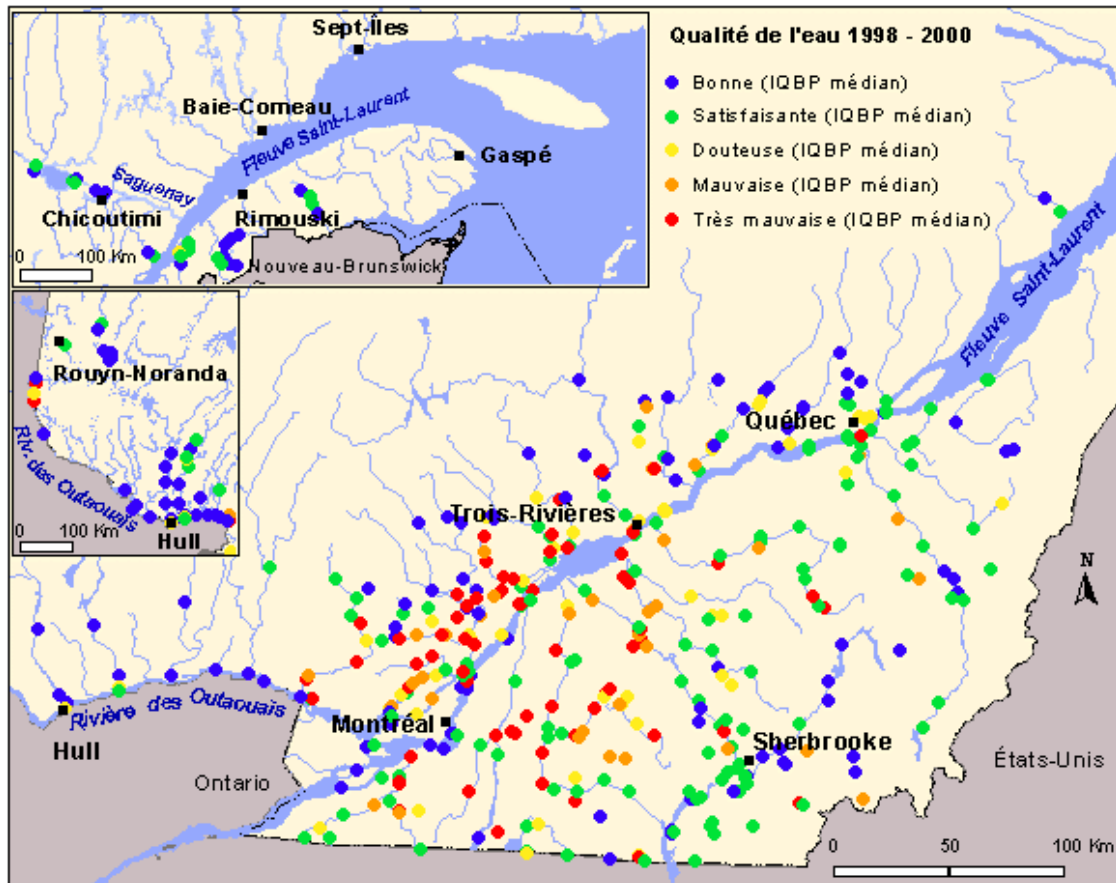 Sept-Îles
Baie-Comeau
Fleuve Saint-Laurent
Gaspé
Saguenay
Chicoutimi
Rimouski
Nouveau-Brunswick
0 100 Km
Qualité de l'eau 1998 - 2000
Bonne (IQBP médian)
Satisfaisante (IQBP médian)
Douteuse (IQBP médian)
Mauvaise (IQBP médian)
Très mauvaise (IQBP médian)
Rouyn-Noranda
Riv. des Outaouais
0 100 Km
Hull
Fleuve Saint-Laurent
Québec
Trois-Rivières
N
Rivière des Outaouais
Hull
Montréal
Sherbrooke
Ontario
États-Unis
0 50 100 Km